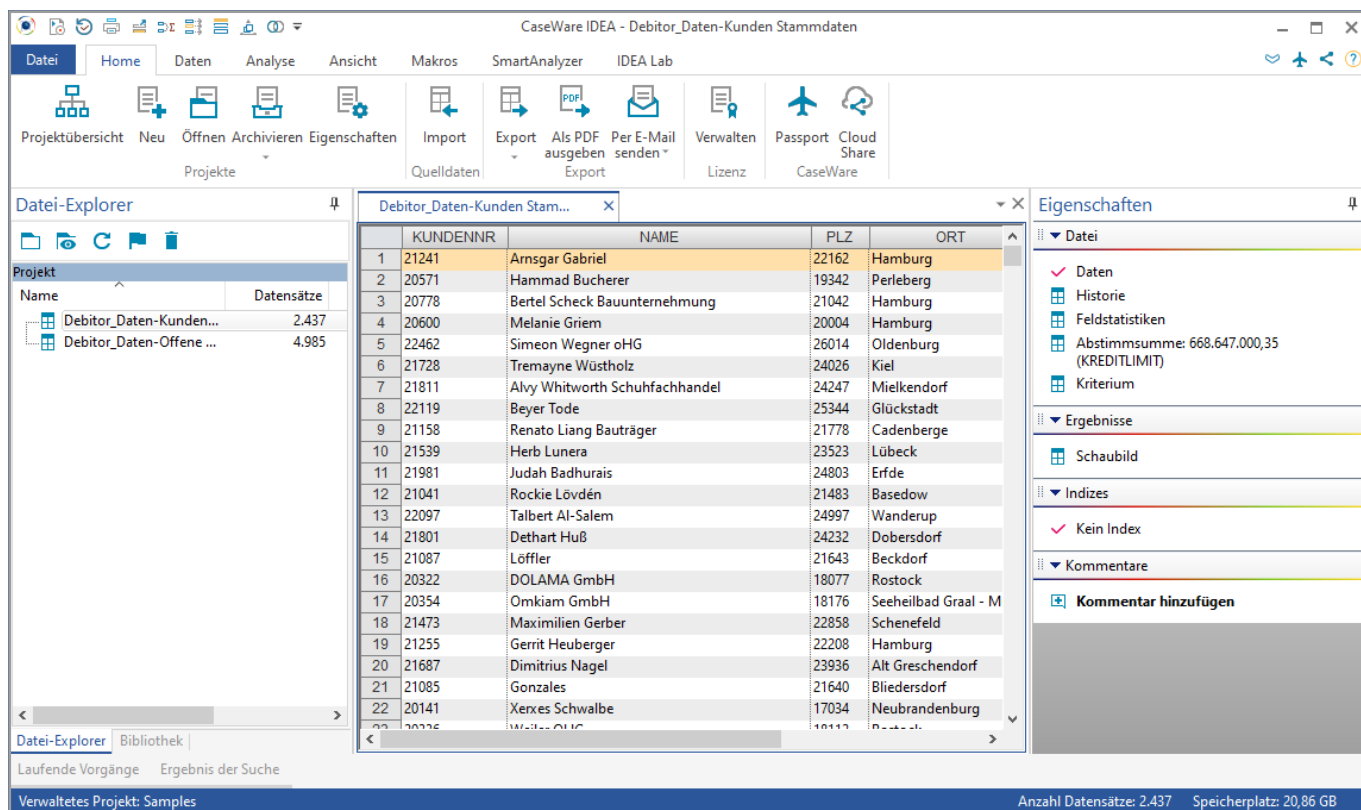 CaseWare IDEA - Debitor_Daten-Kunden Stammdaten
Datei Home Daten Analyse Ansicht Makros SmartAnalyzer IDEA Lab
Projektübersicht Neu Öffnen Archivieren Eigenschaften Import Export Als PDF ausgeben Per E-Mail senden Verwalten Passport Cloud Share
Projekte Quelldaten Export Lizenz CaseWare
Datei-Explorer
Projekt
Name Datensätze
Debitor_Daten-Kunden... 2.437
Debitor_Daten-Offene ... 4.985
Datei-Explorer Bibliothek
Debitor_Daten-Kunden Stam...
KUNDENNR NAME PLZ ORT
1 21241 Arnsgar Gabriel 22162 Hamburg
2 20571 Hammad Bucherer 19342 Perleberg
3 20778 Bertel Scheck Bauunternehmung 21042 Hamburg
4 20600 Melanie Griem 20004 Hamburg
5 22462 Simeon Wegner oHG 26014 Oldenburg
6 21728 Tremayne Wüstholz 24026 Kiel
7 21811 Alvy Whitworth Schuhfachhandel 24247 Mielkendorf
8 22119 Beyer Tode 25344 Glückstadt
9 21158 Renato Liang Bauträger 21778 Cadenberge
10 21539 Herb Lunera 23523 Lübeck
11 21981 Judah Badhurais 24803 Erfde
12 21041 Rockie Lövdén 21483 Basedow
13 22097 Talbert Al-Salem 24997 Wanderup
14 21801 Dethart Huß 24232 Dobersdorf
15 21087 Löffler 21643 Beckdorf
16 20322 DOLAMA GmbH 18077 Rostock
17 20354 Omkiam GmbH 18176 Seeheilbad Graal - M
18 21473 Maximilien Gerber 22858 Schenefeld
19 21255 Gerrit Heuberger 22208 Hamburg
20 21687 Dimitrius Nagel 23936 Alt Greschendorf
21 21085 Gonzales 21640 Bliedersdorf
22 20141 Xerxes Schwalbe 17034 Neubrandenburg
Eigenschaften
Datei
Daten
Historie
Feldstatistiken
Abstimmsumme: 668.647.000,35
(KREDITLIMIT)
Kriterium
Ergebnisse
Schaubild
Indizes
Kein Index
Kommentare
Kommentar hinzufügen
Laufende Vorgänge Ergebnis der Suche
Verwaltetes Projekt: Samples Anzahl Datensätze: 2.437 Speicherplatz: 20,86 GB